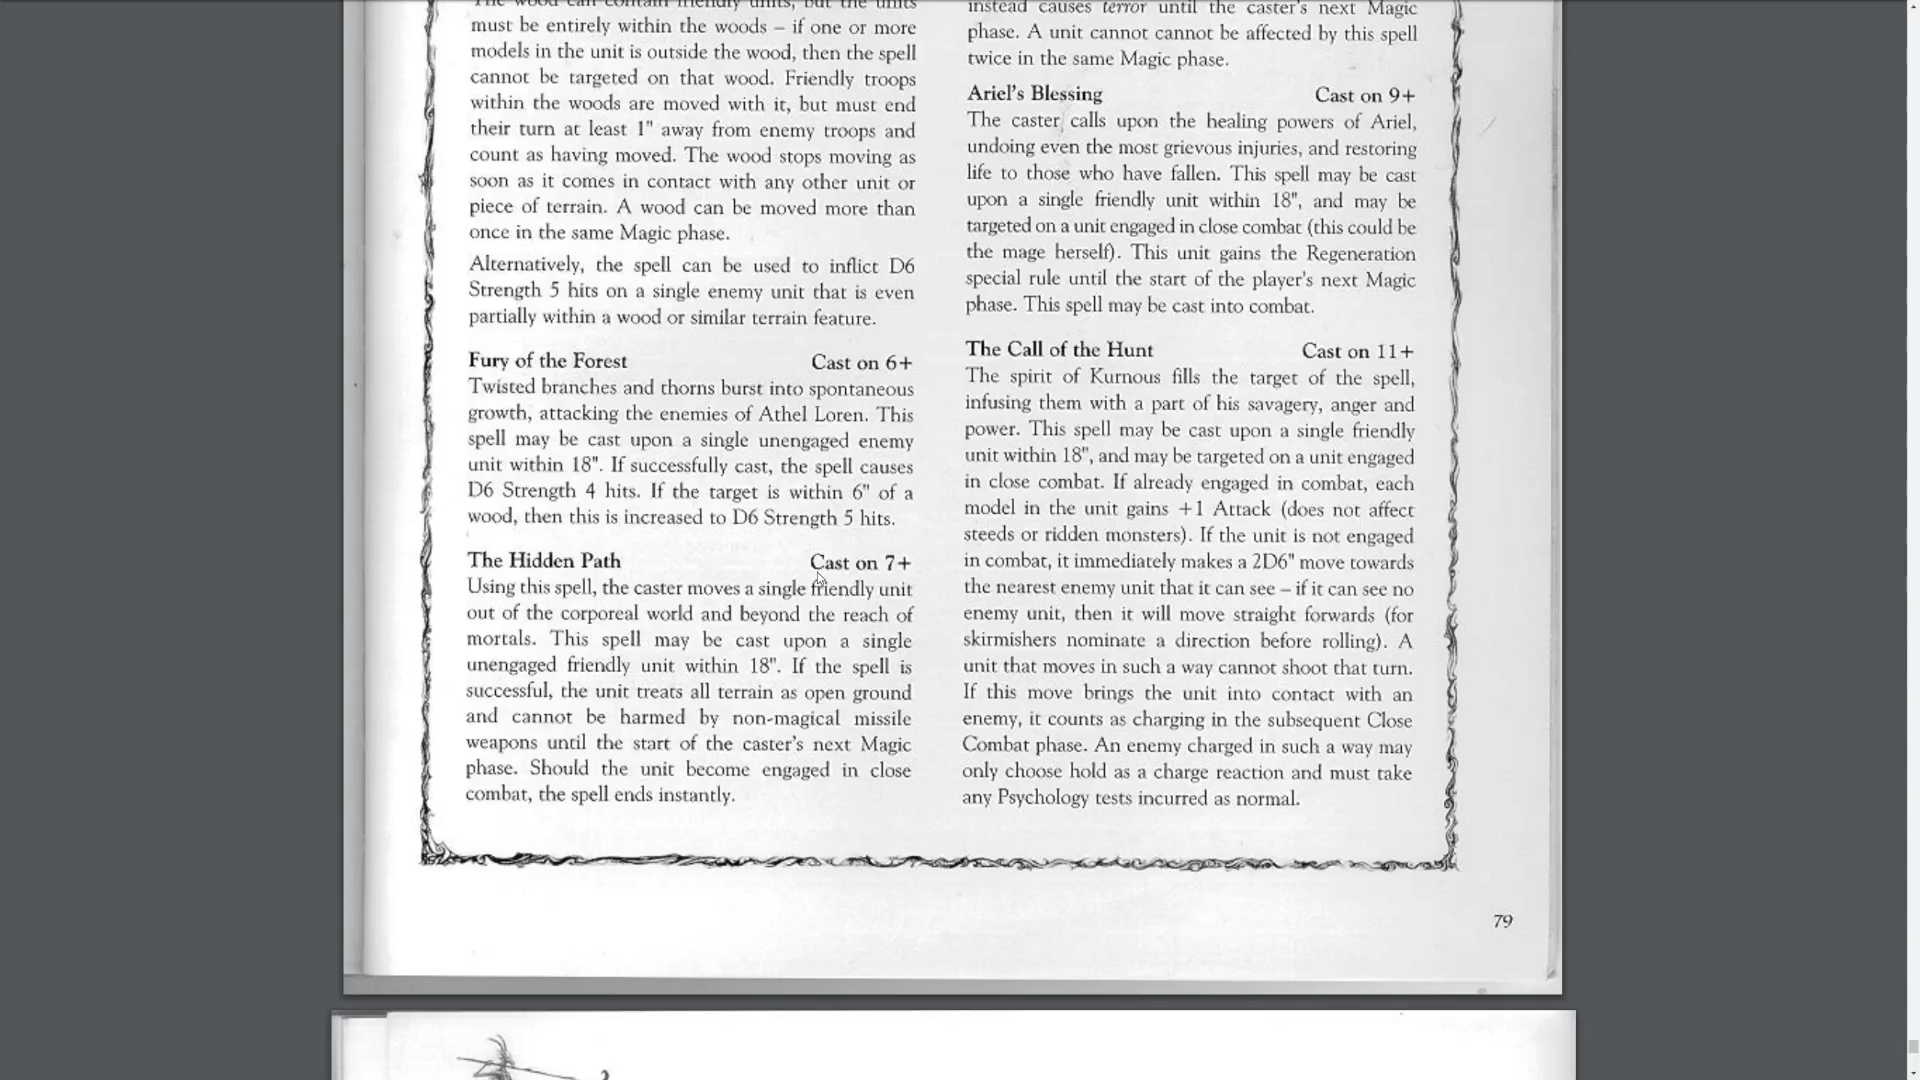 The wood can contain friendly units, but the units
must be entirely within the woods – if one or more
models in the unit is outside the wood, then the spell
cannot be targeted on that wood. Friendly troops
within the woods are moved with it, but must end
their turn at least 1" away from enemy troops and
count as having moved. The wood stops moving as
soon as it comes in contact with any other unit or
piece of terrain. A wood can be moved more than
once in the same Magic phase.
Alternatively, the spell can be used to inflict D6
Strength 5 hits on a single enemy unit that is even
partially within a wood or similar terrain feature.
Fury of the Forest Cast on 6+
Twisted branches and thorns burst into spontaneous
growth, attacking the enemies of Athel Loren. This
spell may be cast upon a single unengaged enemy
unit within 18". If successfully cast, the spell causes
D6 Strength 4 hits. If the target is within 6" of a
wood, then this is increased to D6 Strength 5 hits.
The Hidden Path Cast on 7+
Using this spell, the caster moves a single friendly unit
out of the corporeal world and beyond the reach of
mortals. This spell may be cast upon a single
unengaged friendly unit within 18". If the spell is
successful, the unit treats all terrain as open ground
and cannot be harmed by non-magical missile
weapons until the start of the caster's next Magic
phase. Should the unit become engaged in close
combat, the spell ends instantly.
instead causes terror until the caster's next Magic
phase. A unit cannot cannot be affected by this spell
twice in the same Magic phase.
Ariel's Blessing Cast on 9+
The caster calls upon the healing powers of Ariel,
undoing even the most grievous injuries, and restoring
life to those who have fallen. This spell may be cast
upon a single friendly unit within 18", and may be
targeted on a unit engaged in close combat (this could be
the mage herself). This unit gains the Regeneration
special rule until the start of the player's next Magic
phase. This spell may be cast into combat.
The Call of the Hunt Cast on 11+
The spirit of Kurnous fills the target of the spell,
infusing them with a part of his savagery, anger and
power. This spell may be cast upon a single friendly
unit within 18", and may be targeted on a unit engaged
in close combat. If already engaged in combat, each
model in the unit gains +1 Attack (does not affect
steeds or ridden monsters). If the unit is not engaged
in combat, it immediately makes a 2D6" move towards
the nearest enemy unit that it can see – if it can see no
enemy unit, then it will move straight forwards (for
skirmishers nominate a direction before rolling). A
unit that moves in such a way cannot shoot that turn.
If this move brings the unit into contact with an
enemy, it counts as charging in the subsequent Close
Combat phase. An enemy charged in such a way may
only choose hold as a charge reaction and must take
any Psychology tests incurred as normal.
79